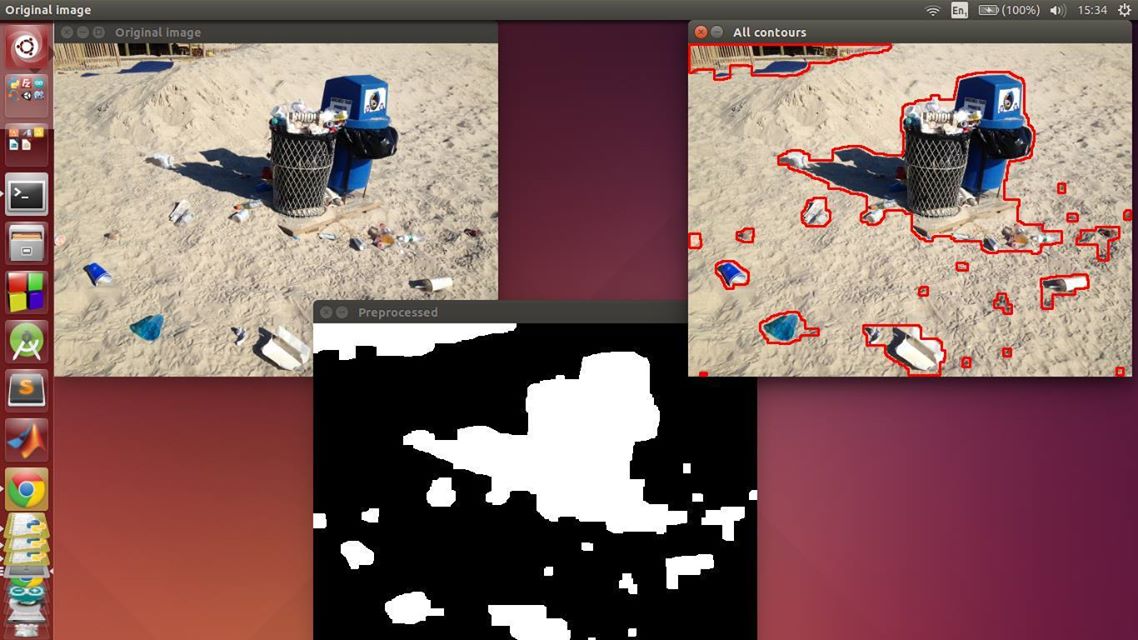 Original image
En
(100%)
15:34
Original image
All contours
Preprocessed